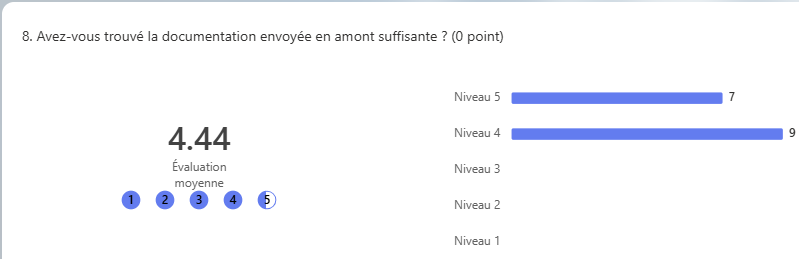 8. Avez-vous trouvé la documentation envoyée en amont suffisante ? (0 point)
4.44
Évaluation
moyenne
1 2 3 4 5
Niveau 5 7
Niveau 4 9
Niveau 3
Niveau 2
Niveau 1